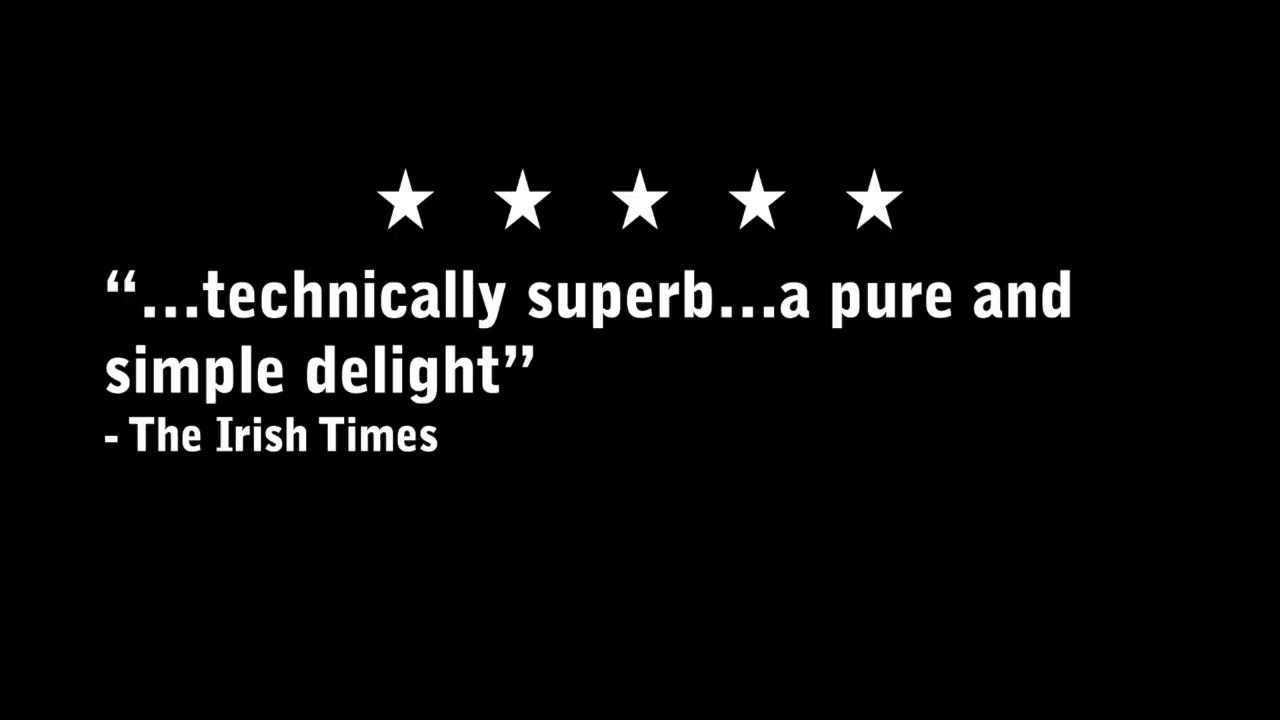 ★ ★ ★ ★ ★
“...technically superb...a pure and
simple delight”
- The Irish Times